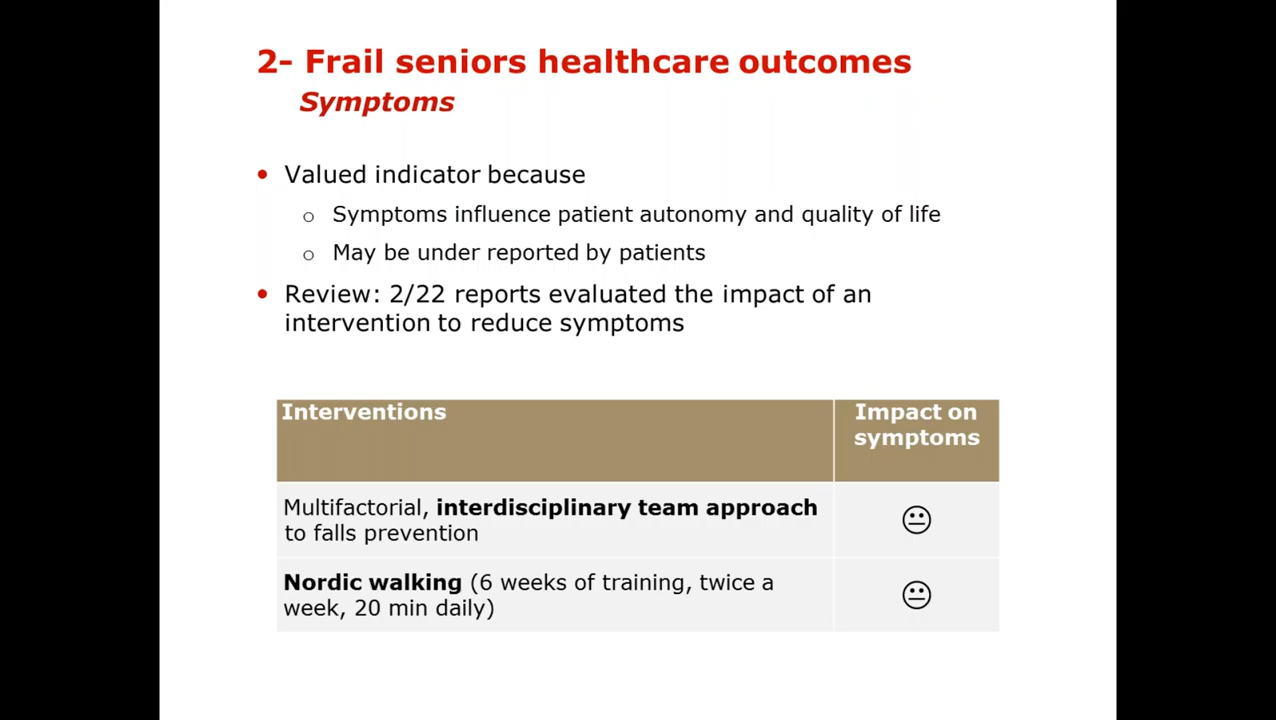 2- Frail seniors healthcare outcomes
Symptoms
• Valued indicator because
o Symptoms influence patient autonomy and quality of life
o May be under reported by patients
• Review: 2/22 reports evaluated the impact of an
intervention to reduce symptoms
Interventions
Impact on
symptoms
Multifactorial, interdisciplinary team approach
to falls prevention
😐
Nordic walking (6 weeks of training, twice a
week, 20 min daily)
😐